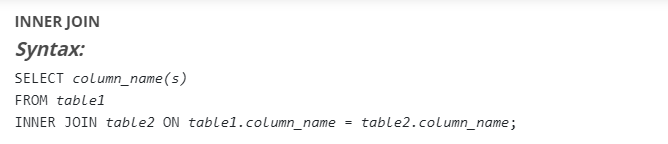 INNER JOIN
Syntax:
SELECT column_name(s)
FROM table1
INNER JOIN table2 ON table1.column_name = table2.column_name;